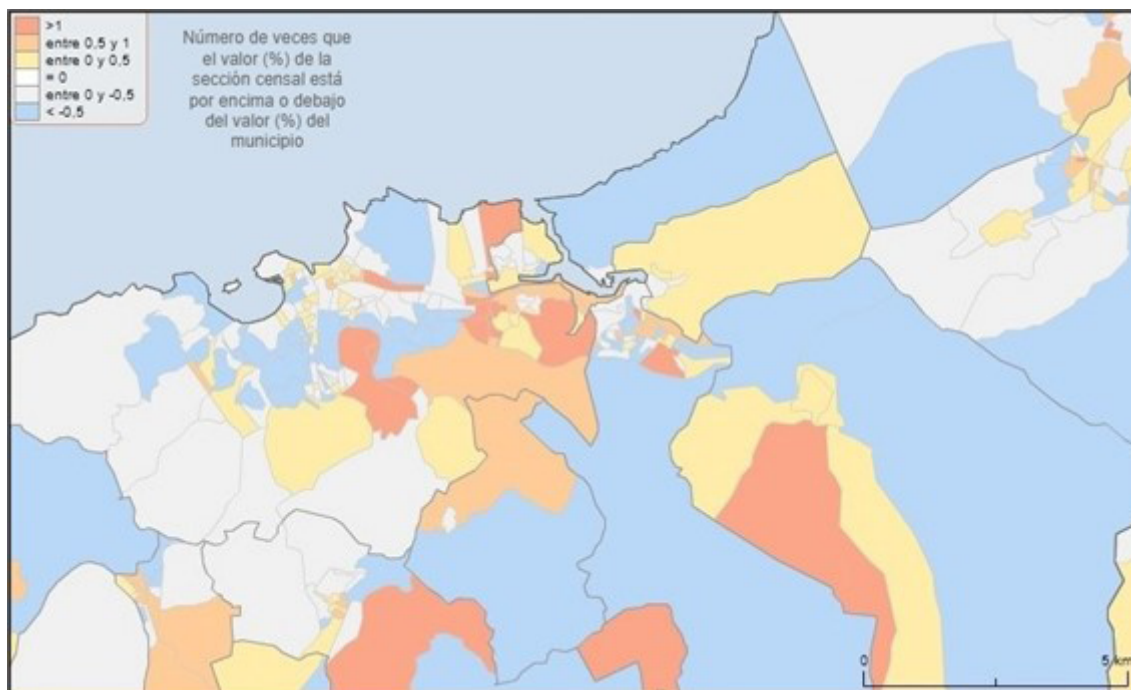 >1
entre 0,5 y 1
entre 0 y 0,5
= 0
entre 0 y -0,5
< -0,5
Número de veces que
el valor (%) de la
sección censal está
por encima o debajo
del valor (%) del
municipio
0
5 km